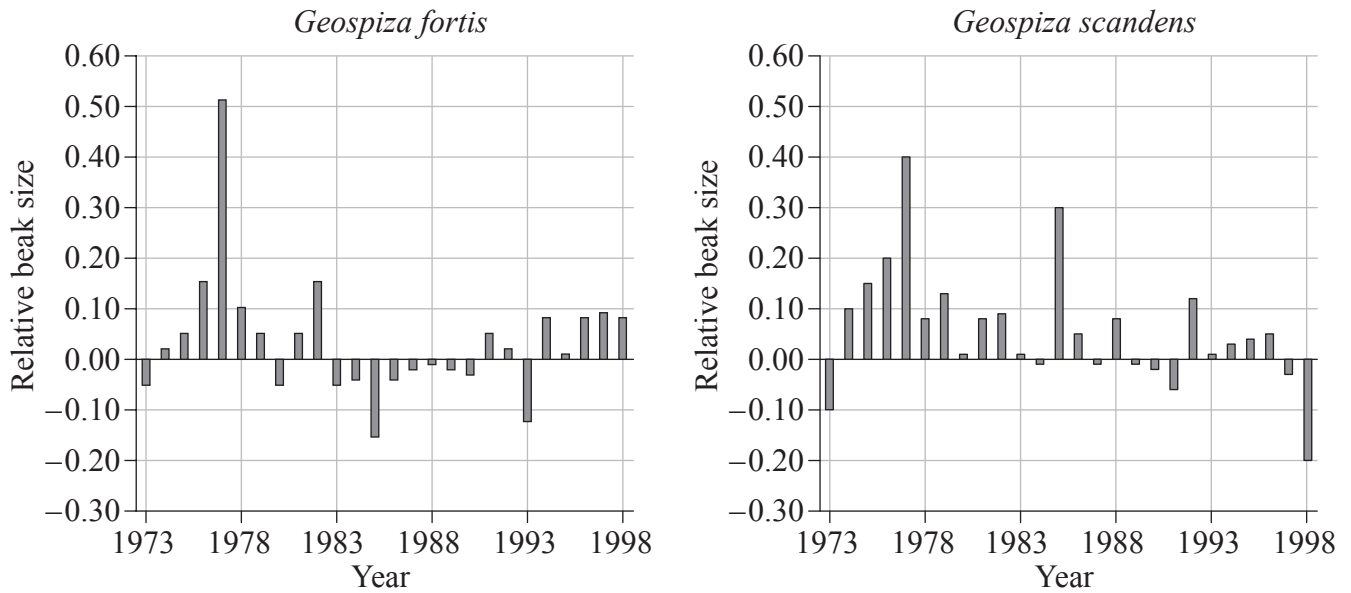 Geospiza fortis
0.60
0.50
0.40
0.30
0.20
0.10
0.00
–0.10
–0.20
–0.30
Relative beak size
1973 1978 1983 1988 1993 1998
Year
Geospiza scandens
0.60
0.50
0.40
0.30
0.20
0.10
0.00
–0.10
–0.20
–0.30
Relative beak size
1973 1978 1983 1988 1993 1998
Year